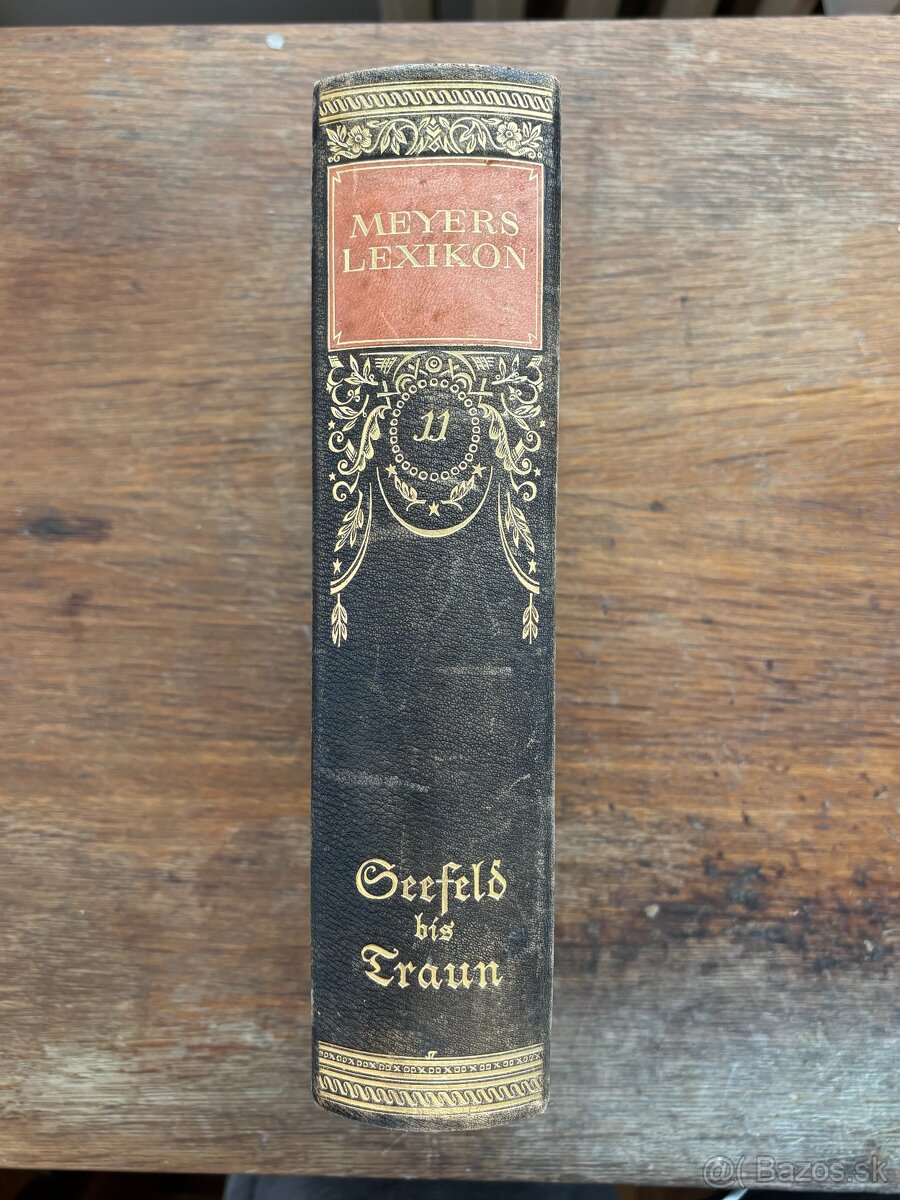 MEYERS
LEXIKON
11
Seefeld
bis
Traun
Bazos.sk